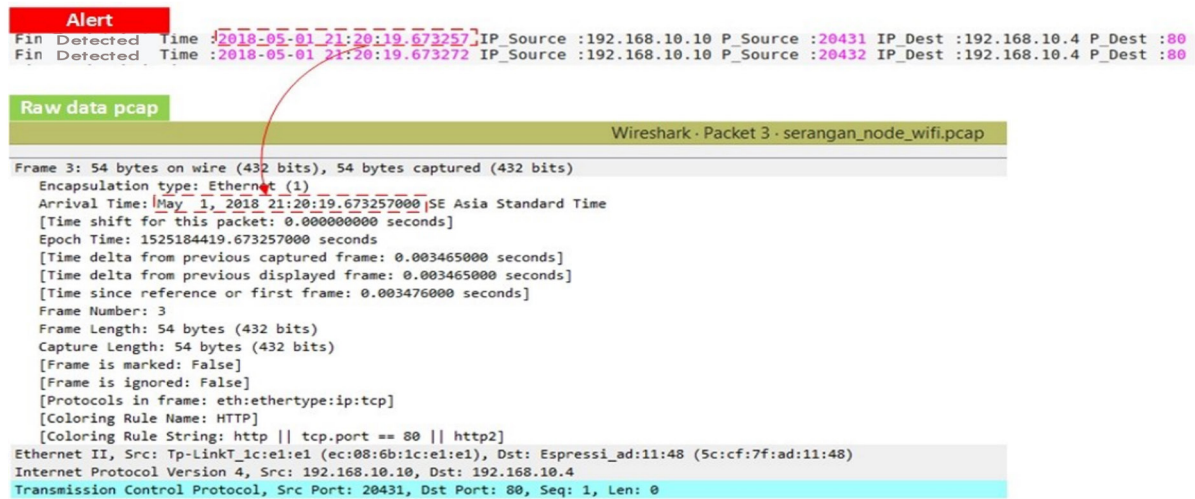 Alert
Fin Detected Time :2018-05-01 21:20:19.673257 IP_Source :192.168.10.10 P_Source :20431 IP_Dest :192.168.10.4 P_Dest :80
Fin Detected Time :2018-05-01 21:20:19.673272 IP_Source :192.168.10.10 P_Source :20432 IP_Dest :192.168.10.4 P_Dest :80
Raw data pcap
Wireshark · Packet 3 · serangan_node_wifi.pcap
Frame 3: 54 bytes on wire (432 bits), 54 bytes captured (432 bits)
Encapsulation type: Ethernet (1)
Arrival Time: May 1, 2018 21:20:19.673257000 SE Asia Standard Time
[Time shift for this packet: 0.000000000 seconds]
Epoch Time: 1525184419.673257000 seconds
[Time delta from previous captured frame: 0.003465000 seconds]
[Time delta from previous displayed frame: 0.003465000 seconds]
[Time since reference or first frame: 0.003476000 seconds]
Frame Number: 3
Frame Length: 54 bytes (432 bits)
Capture Length: 54 bytes (432 bits)
[Frame is marked: False]
[Frame is ignored: False]
[Protocols in frame: eth:ethertype:ip:tcp]
[Coloring Rule Name: HTTP]
[Coloring Rule String: http || tcp.port == 80 || http2]
Ethernet II, Src: Tp-LinkT_1c:e1:e1 (ec:08:6b:1c:e1:e1), Dst: Espressi_ad:11:48 (5c:cf:7f:ad:11:48)
Internet Protocol Version 4, Src: 192.168.10.10, Dst: 192.168.10.4
Transmission Control Protocol, Src Port: 20431, Dst Port: 80, Seq: 1, Len: 0